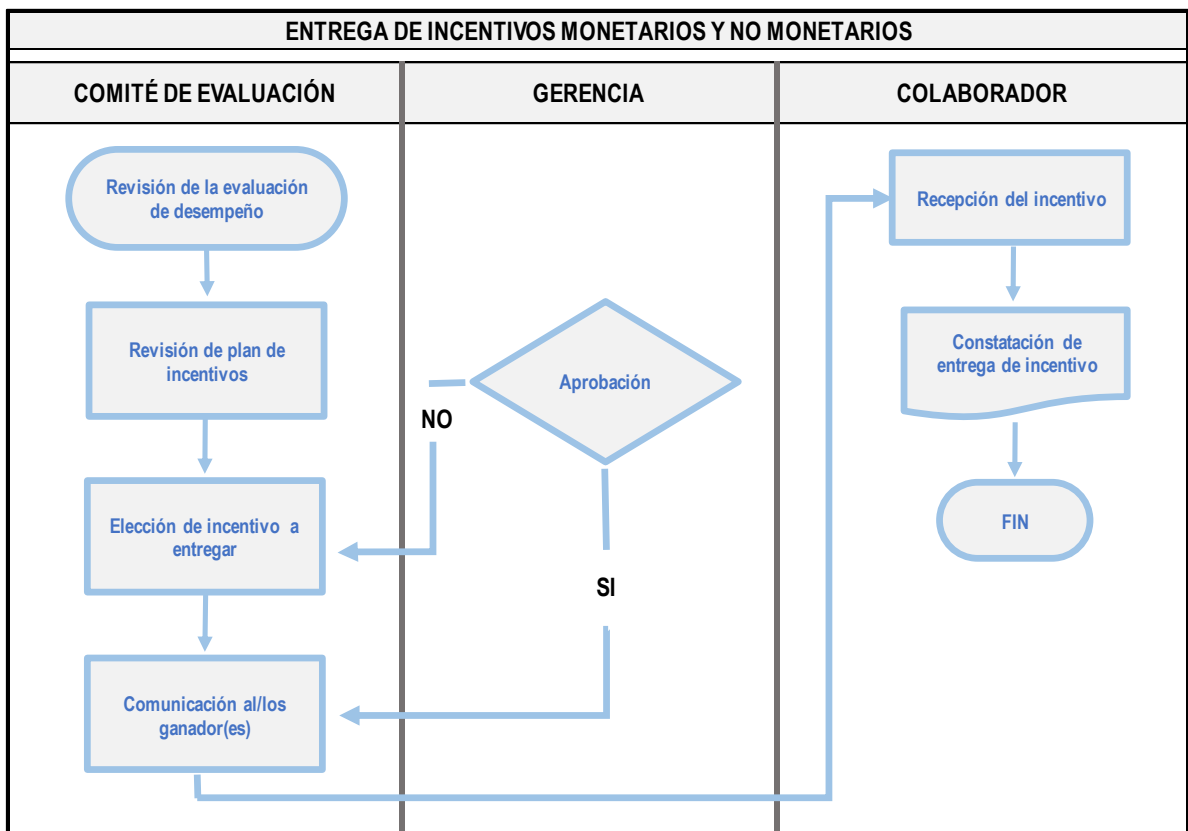 ENTREGA DE INCENTIVOS MONETARIOS Y NO MONETARIOS
COMITÉ DE EVALUACIÓN
GERENCIA
COLABORADOR
Revisión de la evaluación
de desempeño
Revisión de plan de
incentivos
Elección de incentivo a
entregar
Comunicación al/los
ganador(es)
Aprobación
NO
SI
Recepción del incentivo
Constatación de
entrega de incentivo
FIN